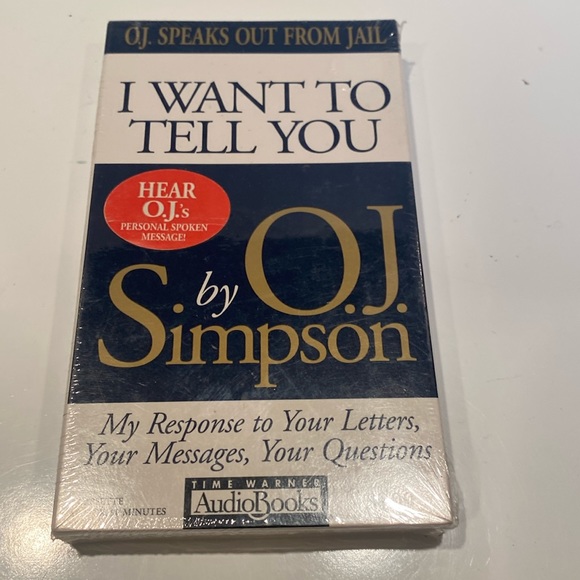 O.J. SPEAKS OUT FROM JAIL
I WANT TO
TELL YOU
HEAR
O.J.'s
PERSONAL SPOKEN
MESSAGE!
by O.J.
Simpson
My Response to Your Letters,
Your Messages, Your Questions
TIME WARNER
AudioBooks
MINUTES